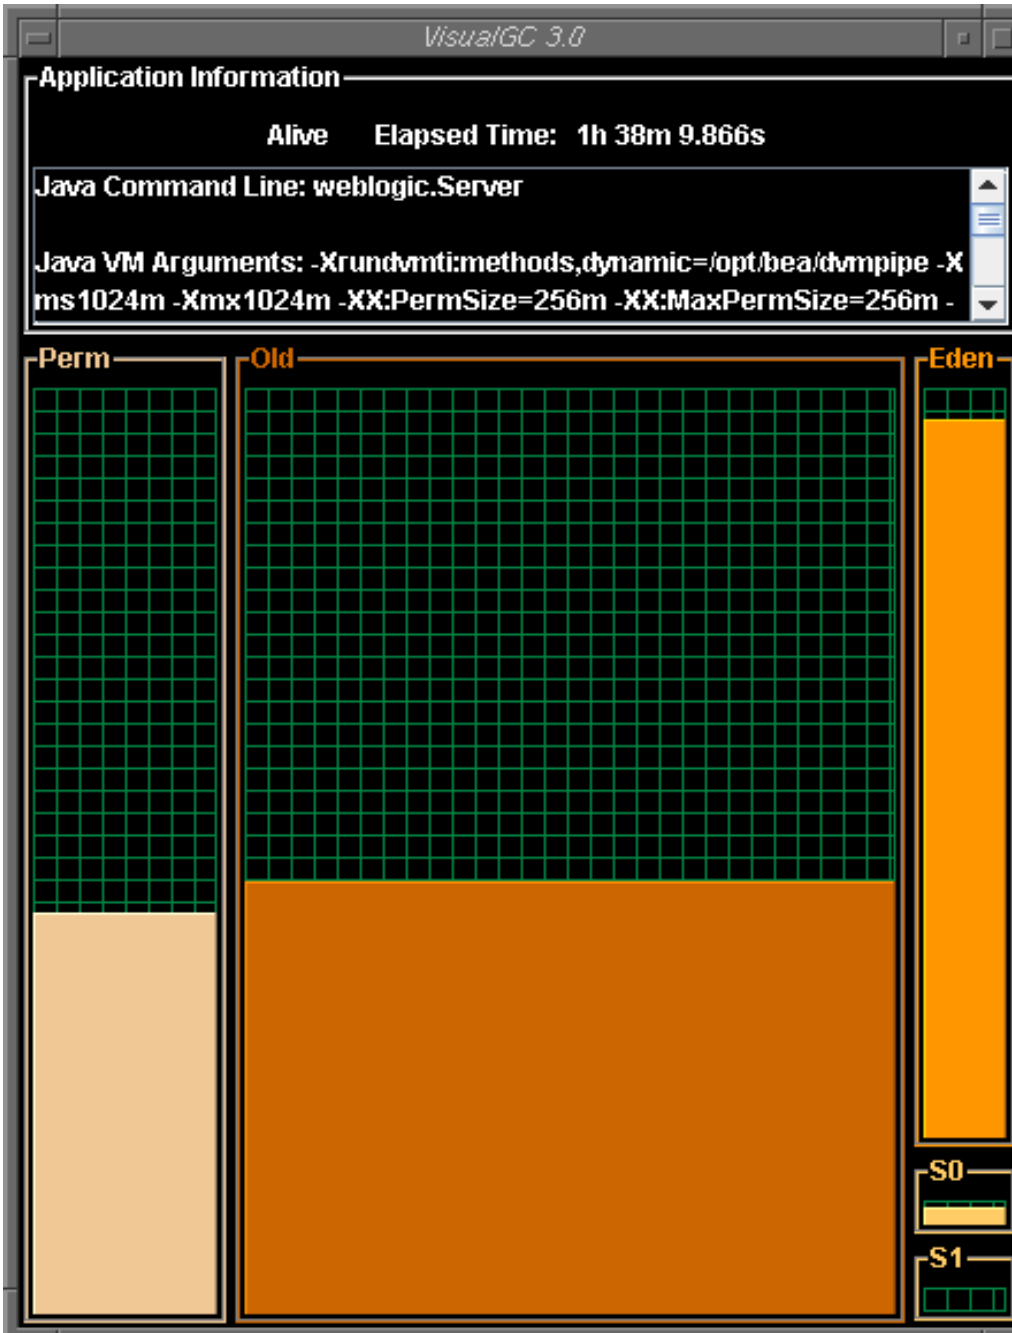 VisualGC 3.0
Application Information
Alive Elapsed Time: 1h 38m 9.866s
Java Command Line: weblogic.Server
Java VM Arguments: -Xrundvmti:methods,dynamic=/opt/bea/dvmpipe -X
ms1024m -Xmx1024m -XX:PermSize=256m -XX:MaxPermSize=256m -
Perm
Old
Eden
S0
S1